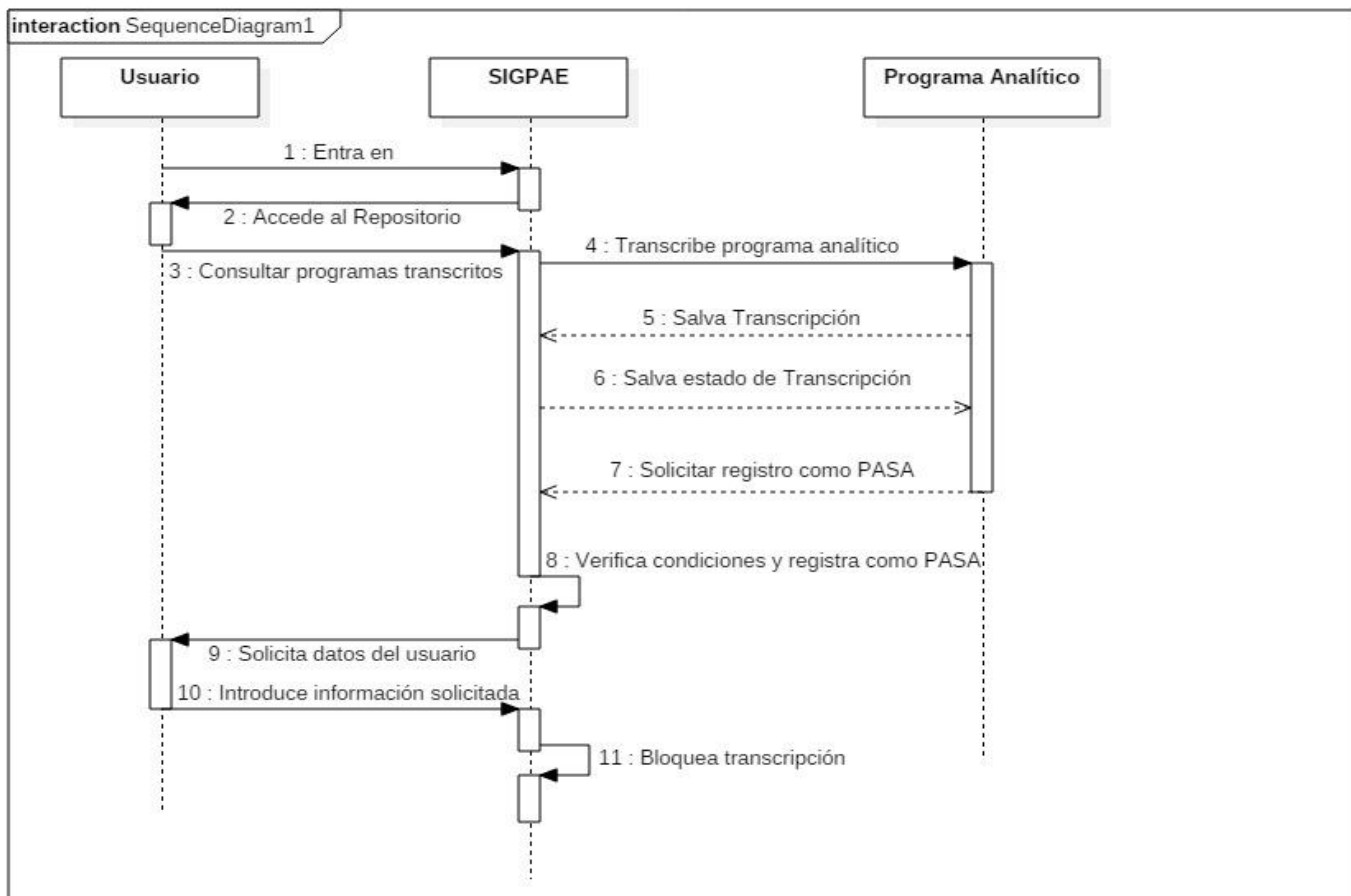 interaction SequenceDiagram1
Usuario
SIGPAE
Programa Analítico
1 : Entra en
2 : Accede al Repositorio
3 : Consultar programas transcritos
4 : Transcribe programa analítico
5 : Salva Transcripción
6 : Salva estado de Transcripción
7 : Solicitar registro como PASA
8 : Verifica condiciones y registra como PASA
9 : Solicita datos del usuario
10 : Introduce información solicitada
11 : Bloquea transcripción